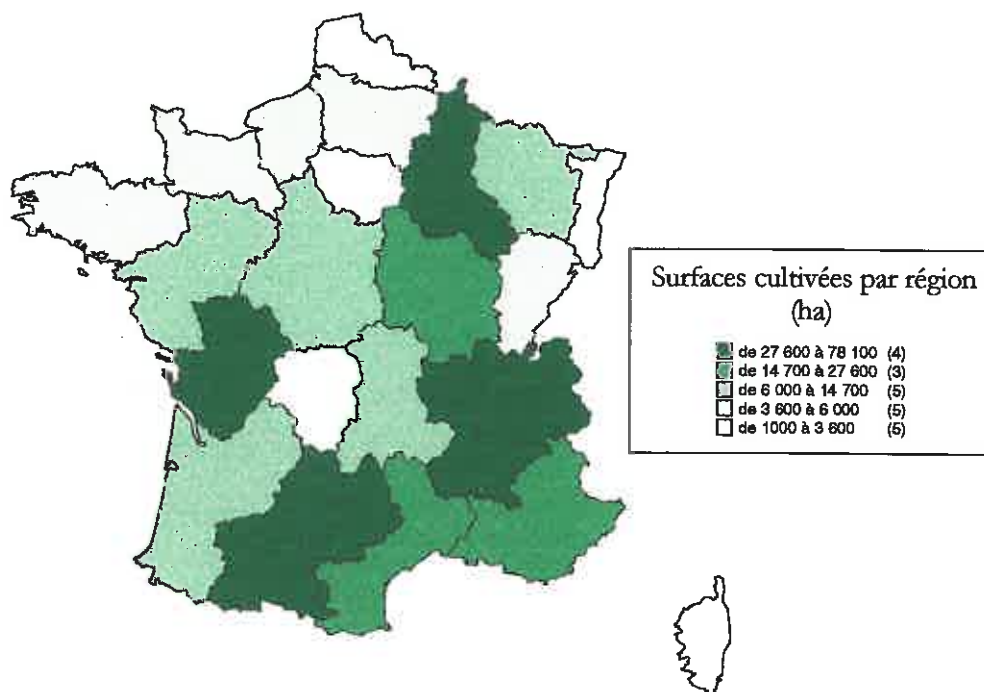 Surfaces cultivées par région
(ha)
de 27 600 à 78 100 (4)
de 14 700 à 27 600 (3)
de 6 000 à 14 700 (5)
de 3 600 à 6 000 (5)
de 1000 à 3 600 (5)